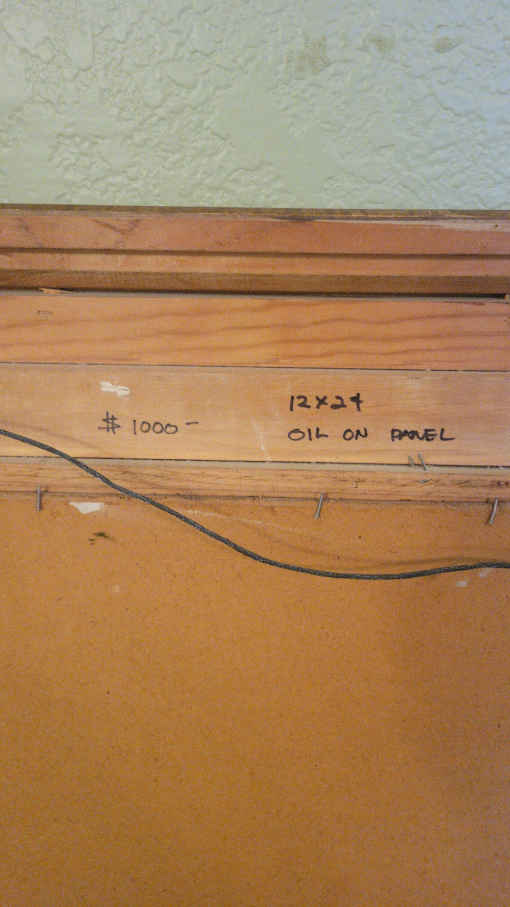 12x24
$1000-
OIL ON PANEL